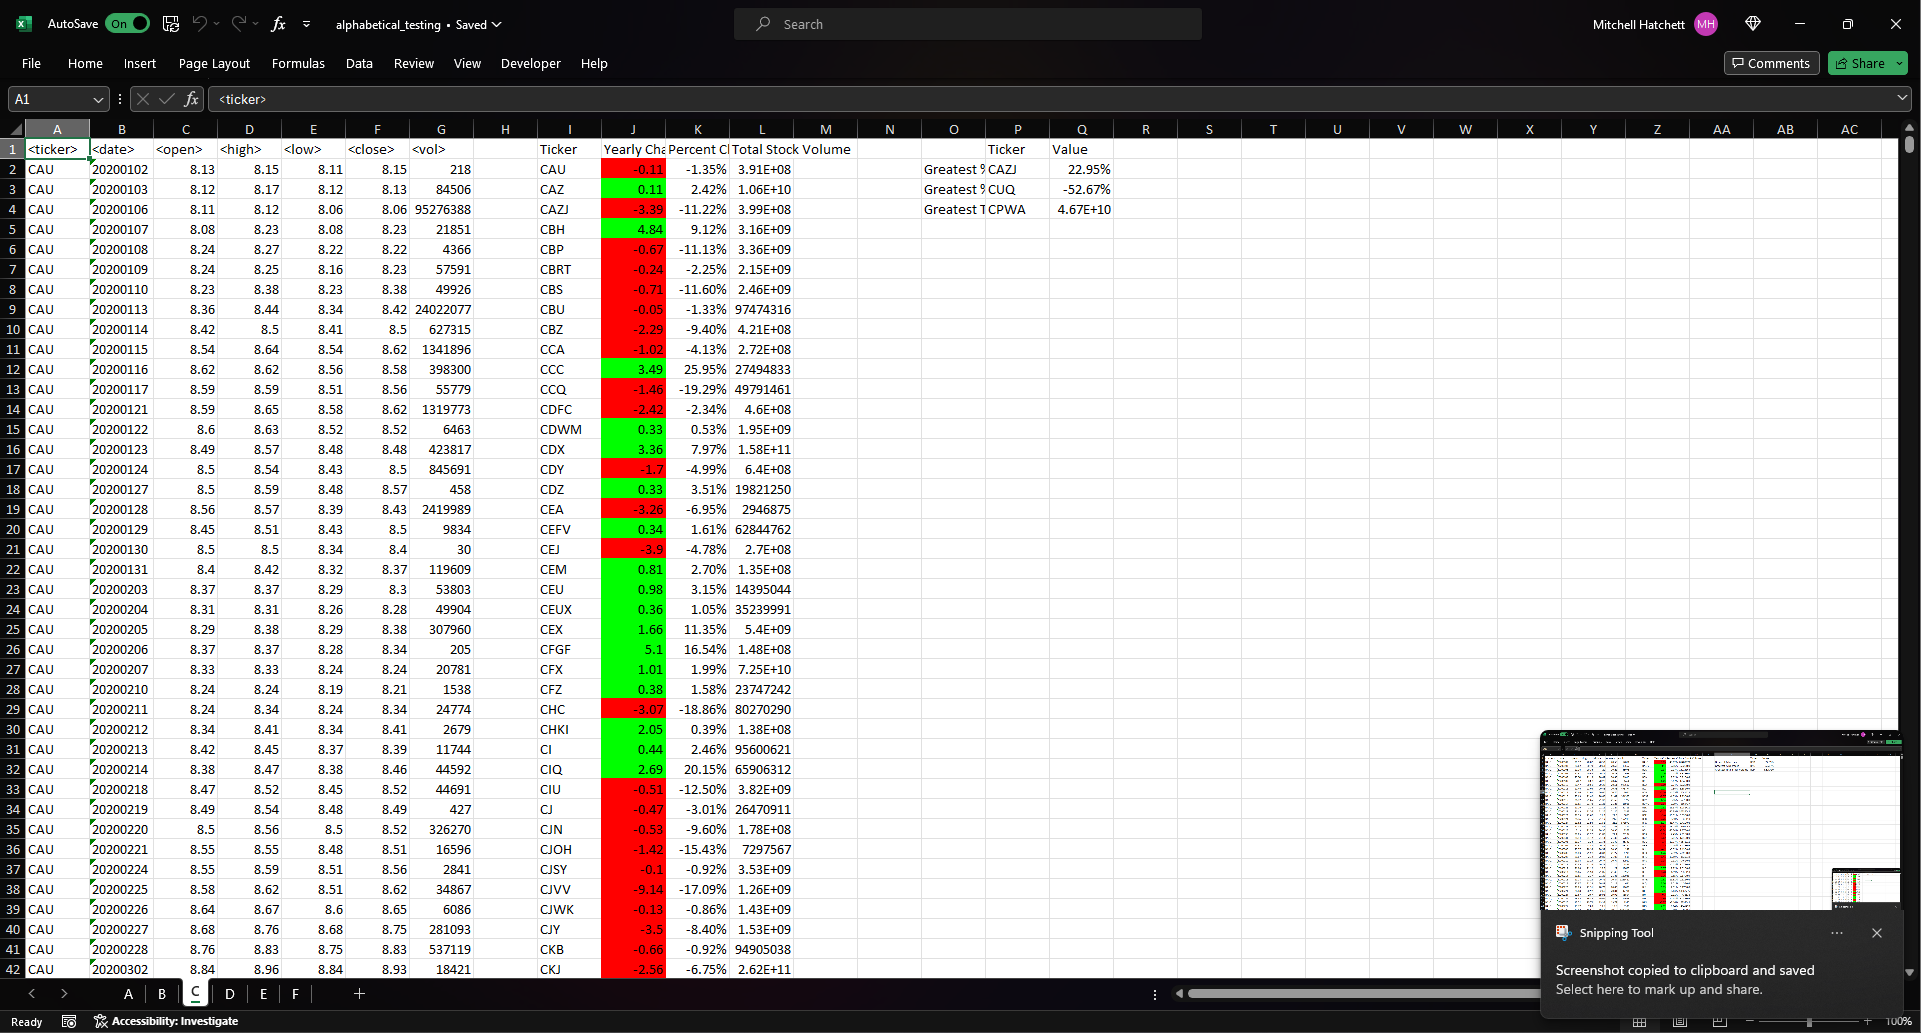 AutoSave On alphabetical_testing • Saved Search Mitchell Hatchett MH
File Home Insert Page Layout Formulas Data Review View Developer Help Comments Share
A1 fx <ticker>
A B C D E F G H I J K L M N O P Q R S T U V W X Y Z AA AB AC
1 <ticker> <date> <open> <high> <low> <close> <vol> Ticker Yearly Cha Percent Cl Total Stock Volume Ticker Value
2 CAU 20200102 8.13 8.15 8.11 8.15 218 CAU -0.11 -1.35% 3.91E+08 Greatest % CAZJ 22.95%
3 CAU 20200103 8.12 8.17 8.12 8.13 84506 CAZ 0.11 2.42% 1.06E+10 Greatest % CUQ -52.67%
4 CAU 20200106 8.11 8.12 8.06 8.06 95276388 CAZJ -3.39 -11.22% 3.99E+08 Greatest T CPWA 4.67E+10
5 CAU 20200107 8.08 8.23 8.08 8.23 21851 CBH 4.84 9.12% 3.16E+09
6 CAU 20200108 8.24 8.27 8.22 8.22 4366 CBP -0.67 -11.13% 3.36E+09
7 CAU 20200109 8.24 8.25 8.16 8.23 57591 CBRT -0.24 -2.25% 2.15E+09
8 CAU 20200110 8.23 8.38 8.23 8.38 49926 CBS -0.71 -11.60% 2.46E+09
9 CAU 20200113 8.36 8.44 8.34 8.42 24022077 CBU -0.05 -1.33% 97474316
10 CAU 20200114 8.42 8.5 8.41 8.5 627315 CBZ -2.29 -9.40% 4.21E+08
11 CAU 20200115 8.54 8.64 8.54 8.62 1341896 CCA -1.02 -4.13% 2.72E+08
12 CAU 20200116 8.62 8.62 8.56 8.58 398300 CCC 3.49 25.95% 27494833
13 CAU 20200117 8.59 8.59 8.51 8.56 55779 CCQ -1.46 -19.29% 49791461
14 CAU 20200121 8.59 8.65 8.58 8.62 1319773 CDFC -2.42 -2.34% 4.6E+08
15 CAU 20200122 8.6 8.63 8.52 8.52 6463 CDWM 0.33 0.53% 1.95E+09
16 CAU 20200123 8.49 8.57 8.48 8.48 423817 CDX 3.36 7.97% 1.58E+11
17 CAU 20200124 8.5 8.54 8.43 8.5 845691 CDY -1.7 -4.99% 6.4E+08
18 CAU 20200127 8.5 8.59 8.48 8.57 458 CDZ 0.33 3.51% 19821250
19 CAU 20200128 8.56 8.57 8.39 8.43 2419989 CEA -3.26 -6.95% 2946875
20 CAU 20200129 8.45 8.51 8.43 8.5 9834 CEFV 0.34 1.61% 62844762
21 CAU 20200130 8.5 8.5 8.34 8.4 30 CEJ -3.9 -4.78% 2.7E+08
22 CAU 20200131 8.4 8.42 8.32 8.37 119609 CEM 0.81 2.70% 1.35E+08
23 CAU 20200203 8.37 8.37 8.29 8.3 53803 CEU 0.98 3.15% 14395044
24 CAU 20200204 8.31 8.31 8.26 8.28 49904 CEUX 0.36 1.05% 35239991
25 CAU 20200205 8.29 8.38 8.29 8.38 307960 CEX 1.66 11.35% 5.4E+09
26 CAU 20200206 8.37 8.37 8.28 8.34 205 CFGF 5.1 16.54% 1.48E+08
27 CAU 20200207 8.33 8.33 8.24 8.24 20781 CFX 1.01 1.99% 7.25E+10
28 CAU 20200210 8.24 8.24 8.19 8.21 1538 CFZ 0.38 1.58% 23747242
29 CAU 20200211 8.24 8.34 8.24 8.34 24774 CHC -3.07 -18.86% 80270290
30 CAU 20200212 8.34 8.41 8.34 8.41 2679 CHKI 2.05 0.39% 1.38E+08
31 CAU 20200213 8.42 8.45 8.37 8.39 11744 CI 0.44 2.46% 95600621
32 CAU 20200214 8.38 8.47 8.38 8.46 44592 CIQ 2.69 20.15% 65906312
33 CAU 20200218 8.47 8.52 8.45 8.52 44691 CIU -0.51 -12.50% 3.82E+09
34 CAU 20200219 8.49 8.54 8.48 8.49 427 CJ -0.47 -3.01% 26470911
35 CAU 20200220 8.5 8.56 8.5 8.52 326270 CJN -0.53 -9.60% 1.78E+08
36 CAU 20200221 8.55 8.55 8.48 8.51 16596 CJOH -1.42 -15.43% 7297567
37 CAU 20200224 8.55 8.59 8.51 8.56 2841 CJSY -0.1 -0.92% 3.53E+09
38 CAU 20200225 8.58 8.62 8.51 8.62 34867 CJVV -9.14 -17.09% 1.26E+09
39 CAU 20200226 8.64 8.67 8.6 8.65 6086 CJWK -0.13 -0.86% 1.43E+09
40 CAU 20200227 8.68 8.76 8.68 8.75 281093 CJY -3.5 -8.40% 1.53E+09
41 CAU 20200228 8.76 8.83 8.75 8.83 537119 CKB -0.66 -0.92% 94905038
42 CAU 20200302 8.84 8.96 8.84 8.93 18421 CKJ -2.56 -6.75% 2.62E+11
Snipping Tool
Screenshot copied to clipboard and saved
Select here to mark up and share.
A B C D E F
Ready Accessibility: Investigate 100%